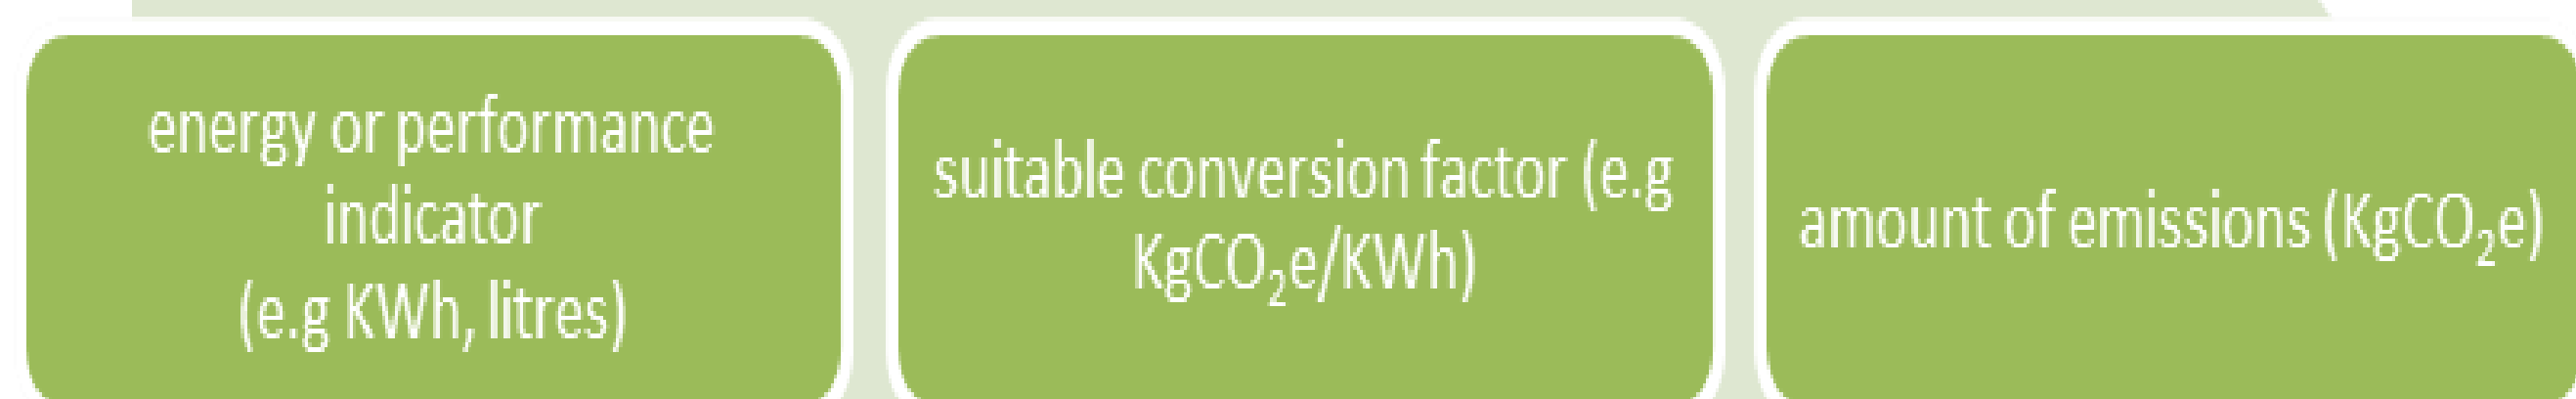 energy or performance
indicator
(e.g KWh, litres)
suitable conversion factor (e.g
KgCO₂e/KWh)
amount of emissions (KgCO₂e)